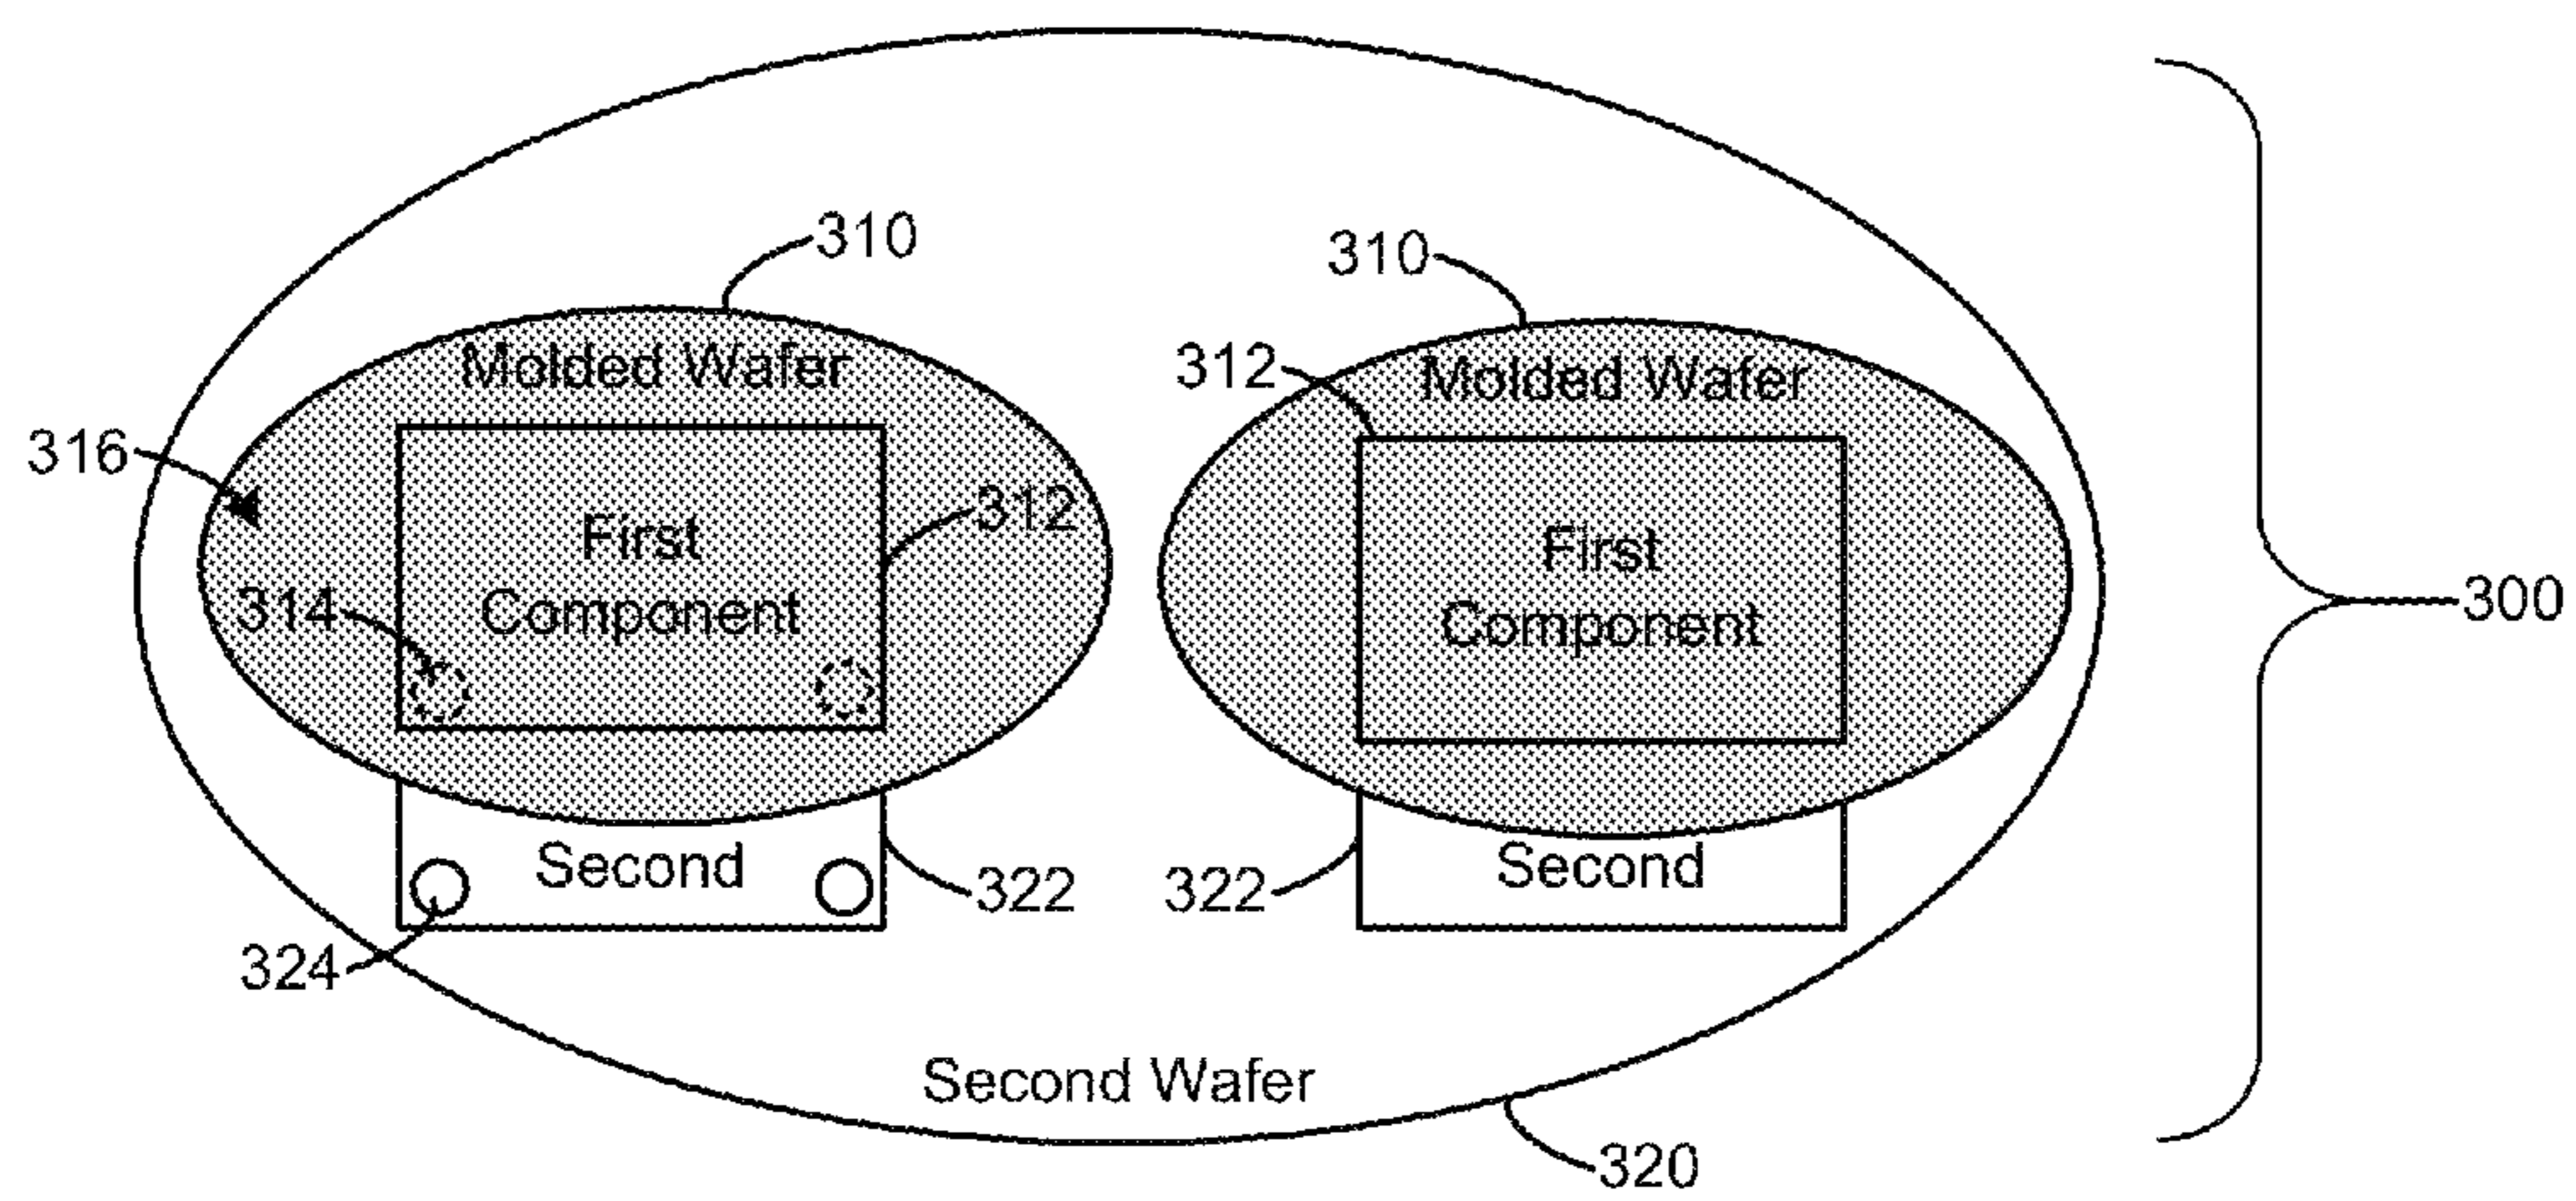 310
310
Molded Wafer
Molded Wafer
312
316
First
Component
312
First
Component
314
300
Second
Second
322
322
324
Second Wafer
320